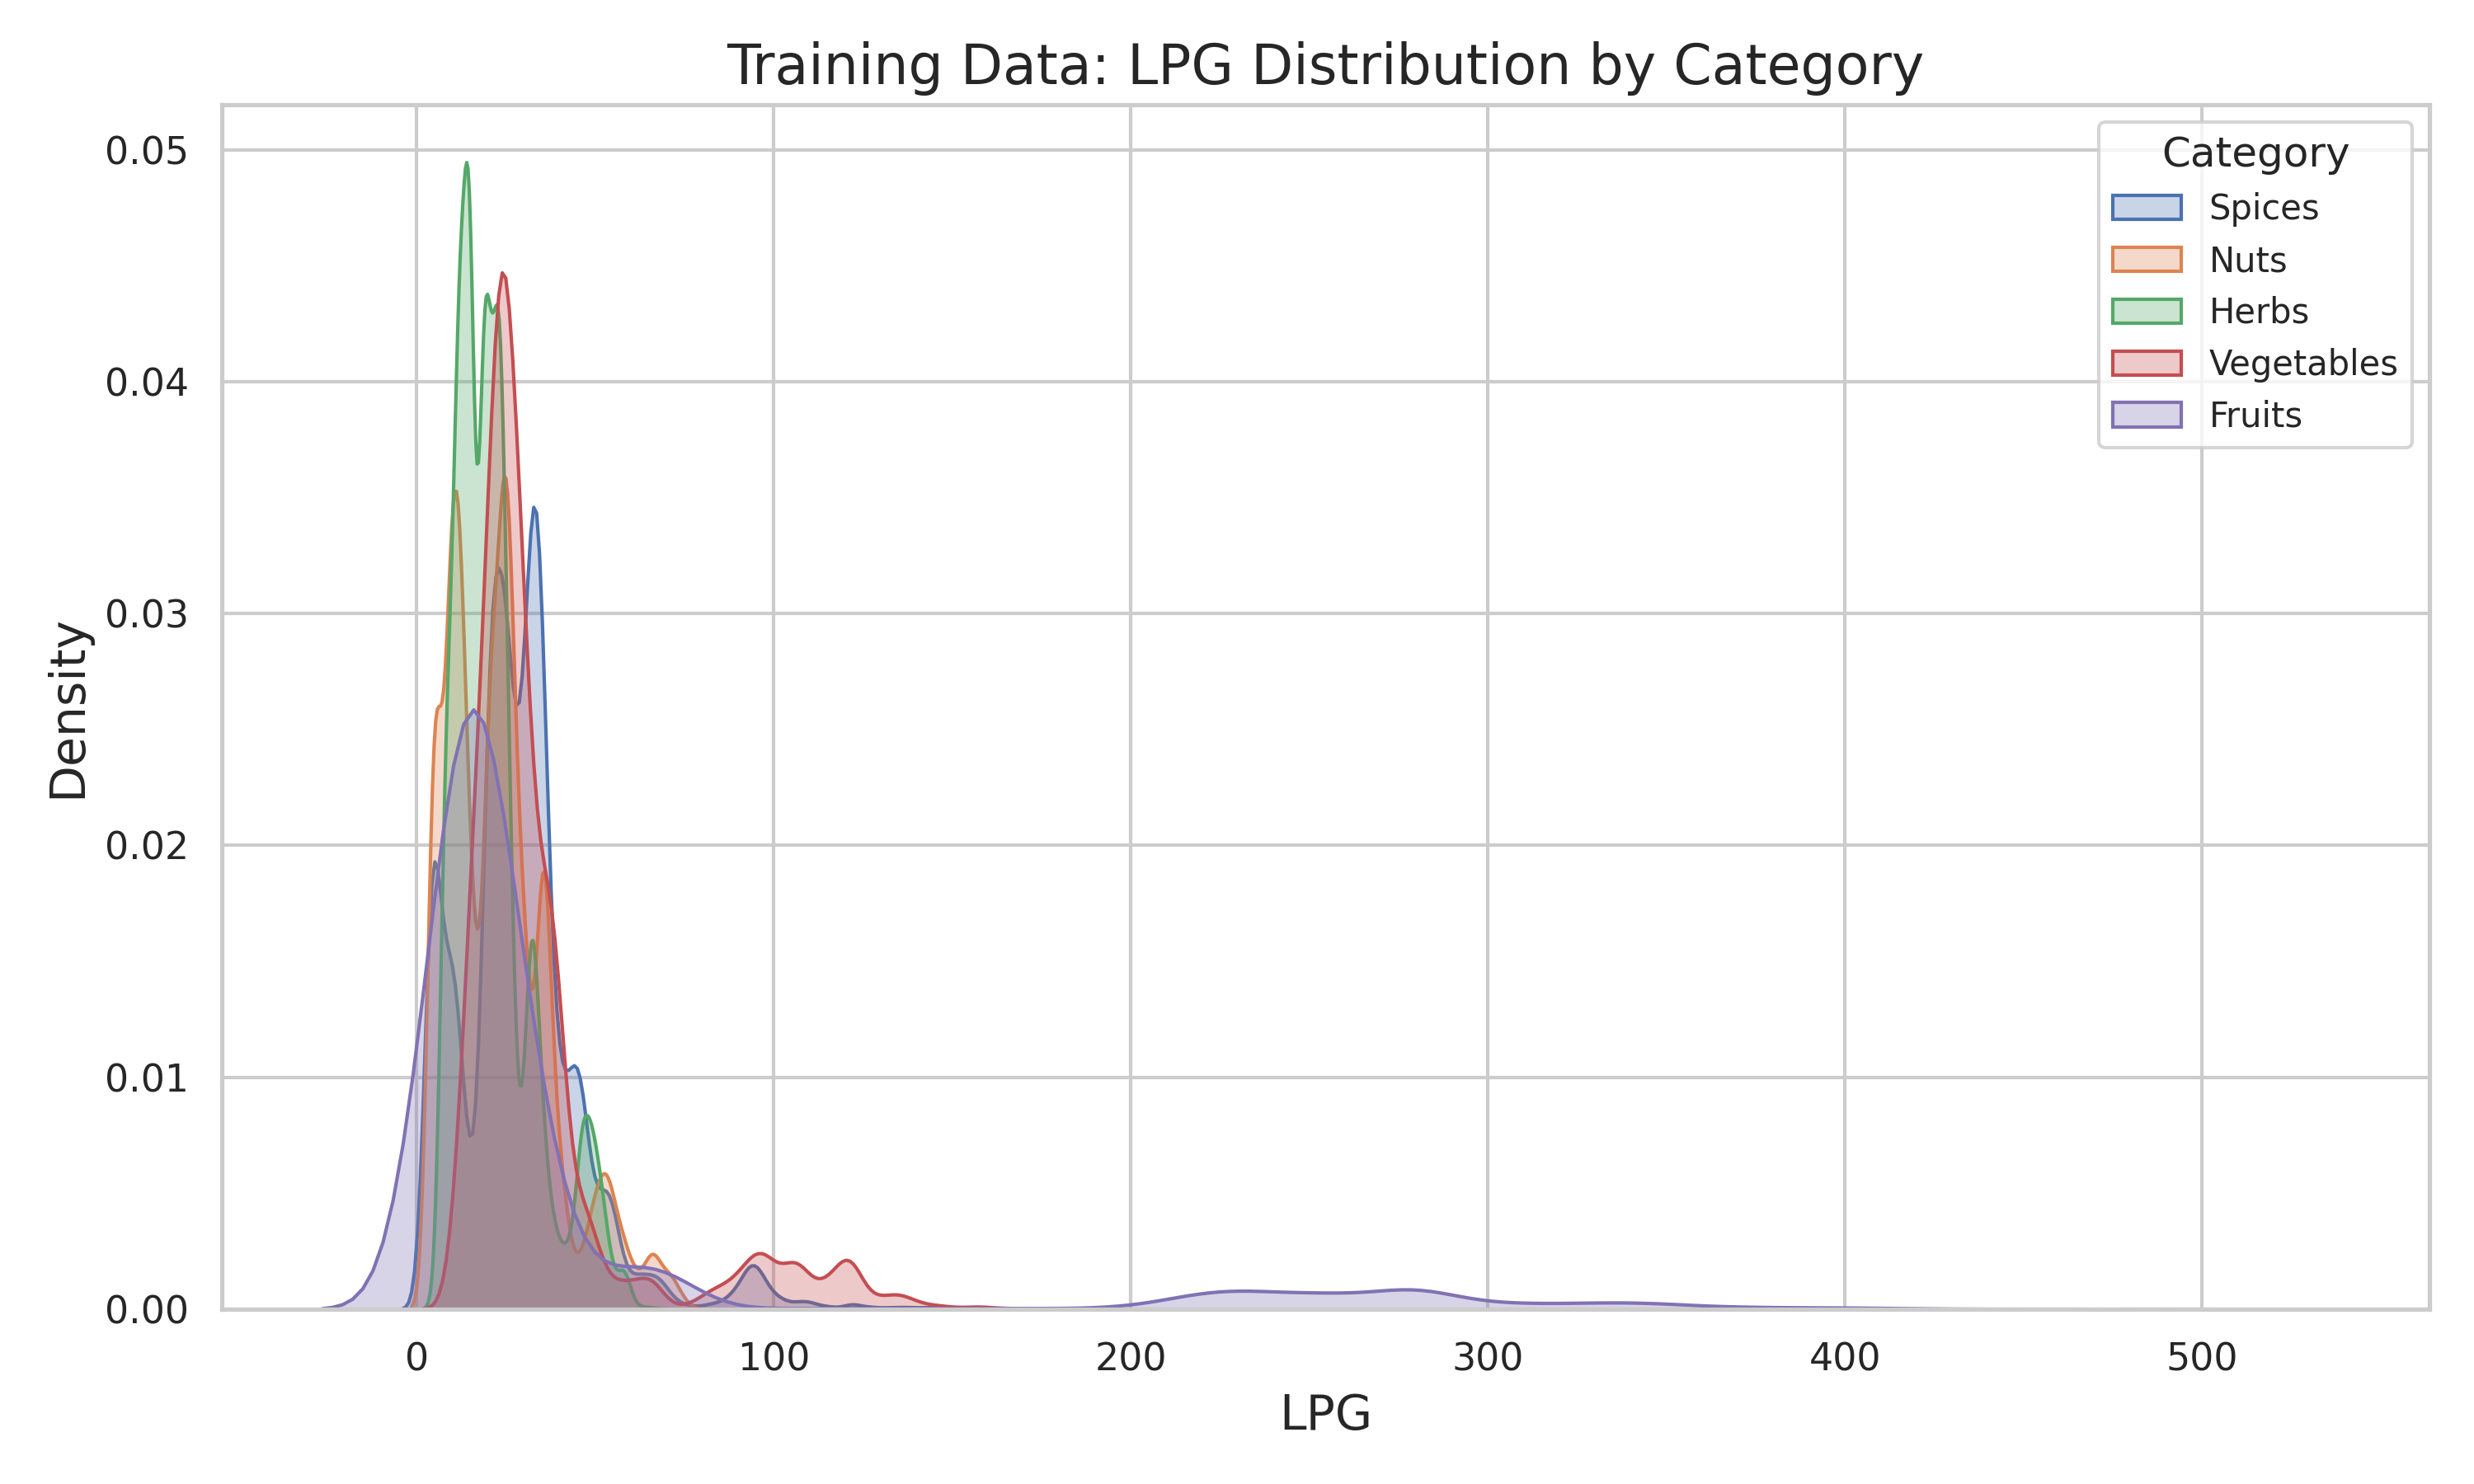 Training Data: LPG Distribution by Category
Category
Spices
Nuts
Herbs
Vegetables
Fruits
Density
0.05
0.04
0.03
0.02
0.01
0.00
0 100 200 300 400 500
LPG